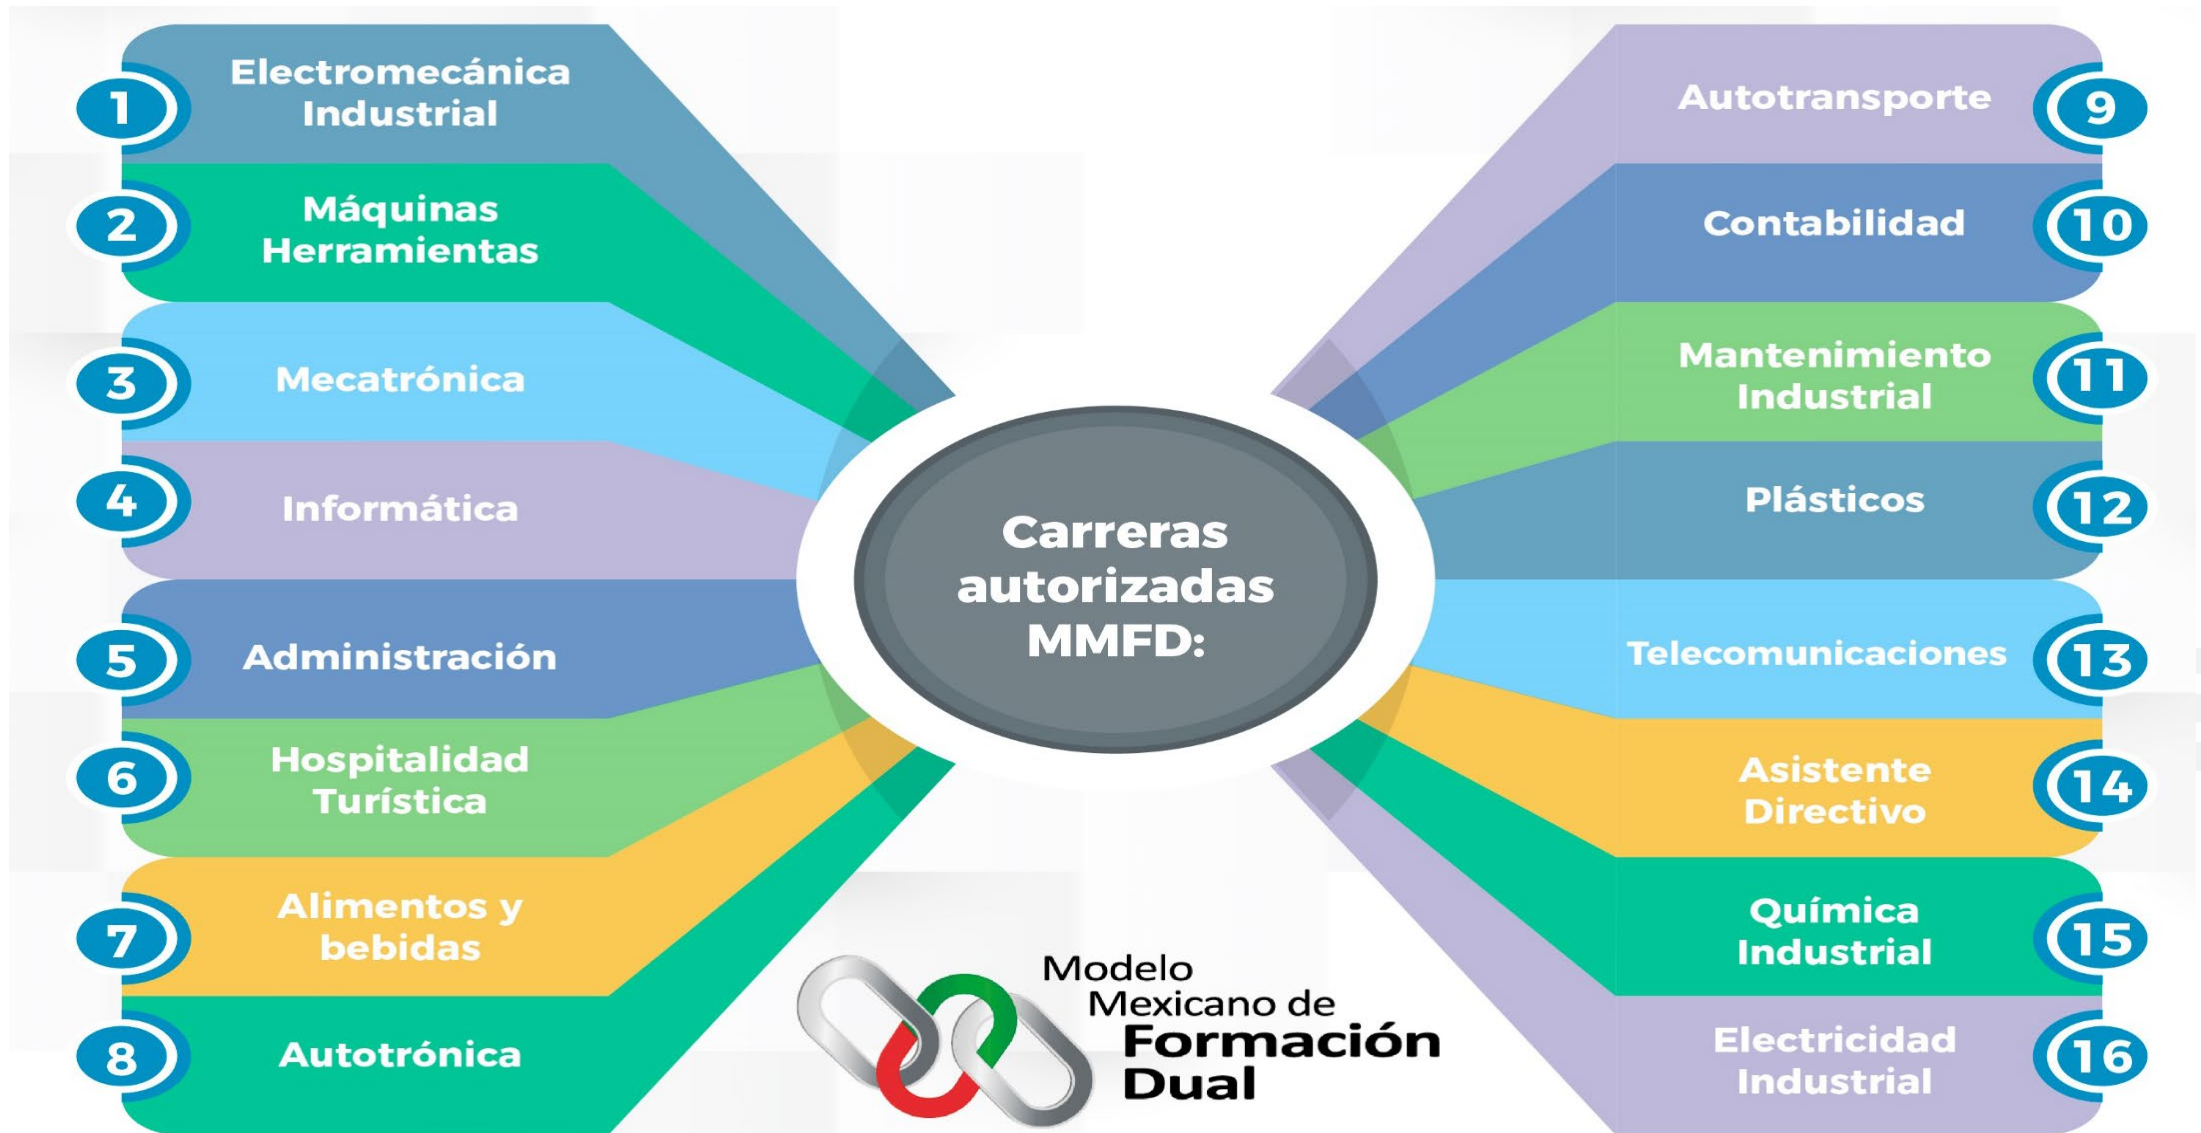 1
Electromecánica
Industrial
2
Máquinas
Herramientas
3
Mecatrónica
4
Informática
5
Administración
6
Hospitalidad
Turística
7
Alimentos y
bebidas
8
Autotrónica
Carreras
autorizadas
MMFD:
Modelo
Mexicano de
Formación
Dual
Autotransporte
9
Contabilidad
10
Mantenimiento
Industrial
11
Plásticos
12
Telecomunicaciones
13
Asistente
Directivo
14
Química
Industrial
15
Electricidad
Industrial
16